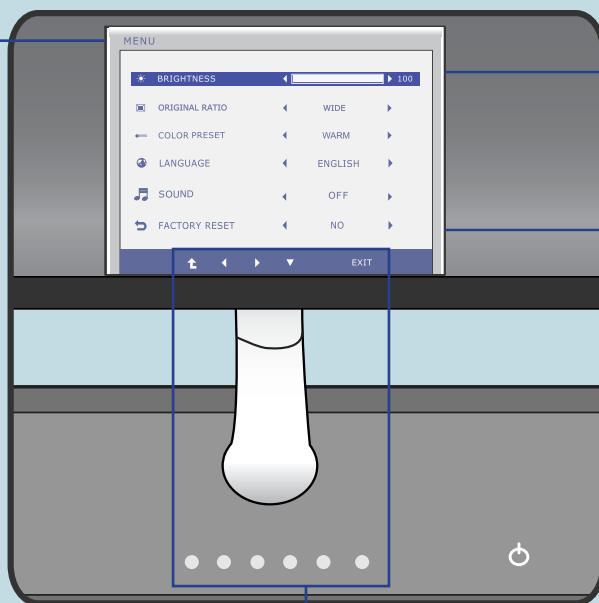 MENU
BRIGHTNESS 100
ORIGINAL RATIO WIDE
COLOR PRESET WARM
LANGUAGE ENGLISH
SOUND OFF
FACTORY RESET NO
EXIT